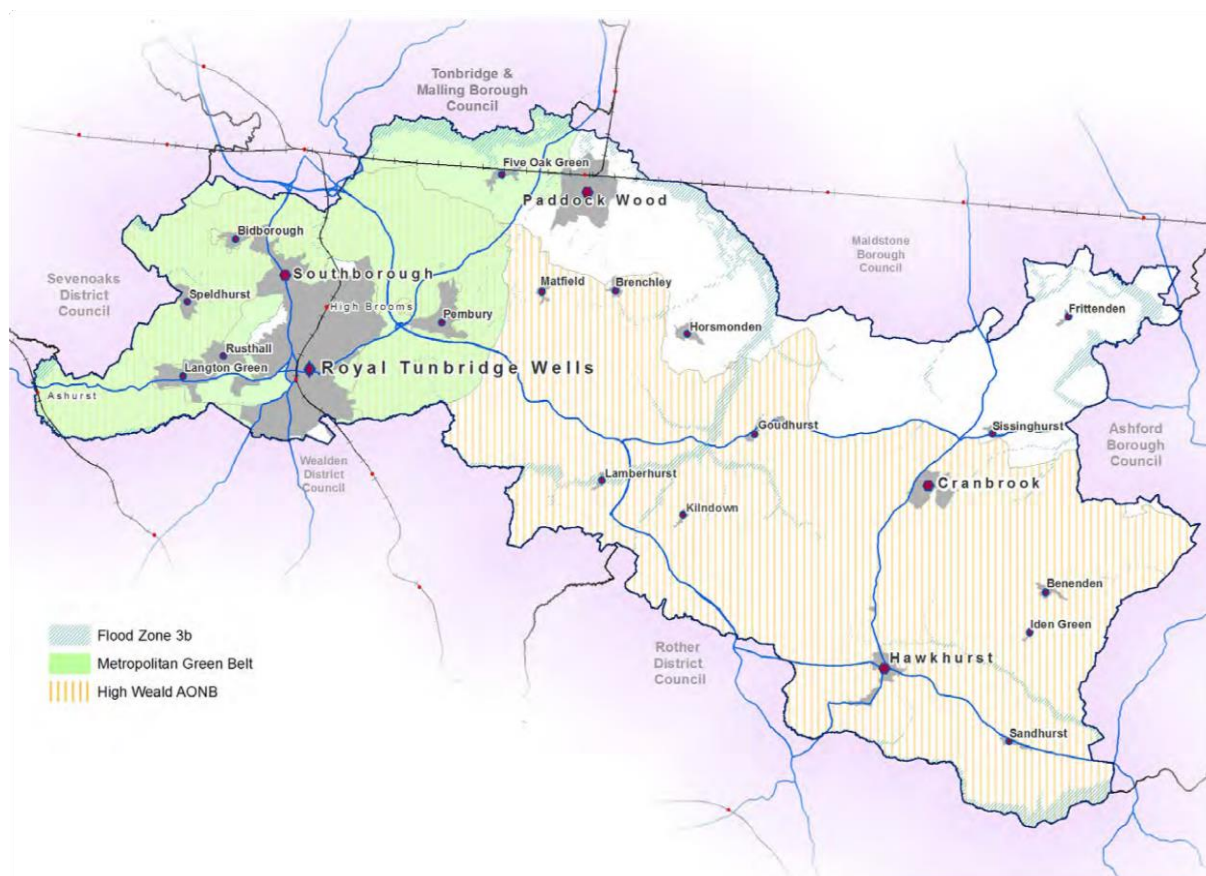 Tonbridge &
Malling Borough
Council
Five Oak Green
Paddock Wood
Bidborough
Maidstone
Borough
Council
Southborough
Sevenoaks
District
Council
Speldhurst
High Brooms
Pembury
Matfield
Brenchley
Frittenden
Horsmonden
Rusthall
Langton Green
Royal Tunbridge Wells
Ashurst
Goudhurst
Sissinghurst
Ashford
Borough
Council
Wealden
District
Council
Lamberhurst
Cranbrook
Kilndown
Benenden
Iden Green
Flood Zone 3b
Metropolitan Green Belt
High Weald AONB
Rother
District
Council
Hawkhurst
Sandhurst